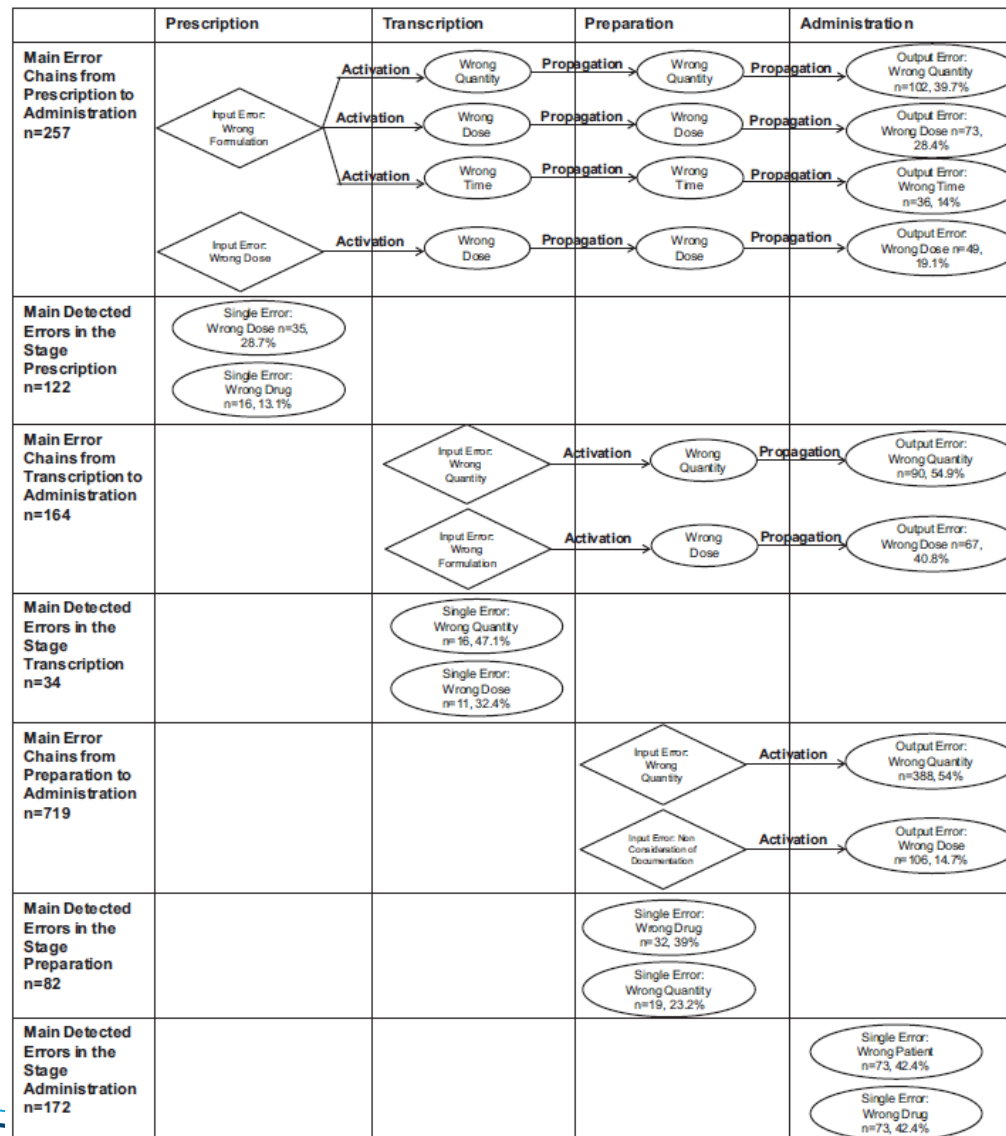 Prescription
Transcription
Preparation
Administration
Main Error
Chains from
Prescription to
Administration
n=257
Input Error:
Wrong
Formulation
Activation
Wrong
Quantity
Propagation
Wrong
Quantity
Propagation
Output Error:
Wrong Quantity
n=102, 39.7%
Activation
Wrong
Dose
Propagation
Wrong
Dose
Propagation
Output Error:
Wrong Dose n=73,
28.4%
Activation
Wrong
Time
Propagation
Wrong
Time
Propagation
Output Error:
Wrong Time
n=36, 14%
Input Error:
Wrong Dose
Activation
Wrong
Dose
Propagation
Wrong
Dose
Propagation
Output Error:
Wrong Dose n=49,
19.1%
Main Detected
Errors in the
Stage
Prescription
n=122
Single Error:
Wrong Dose n=35,
28.7%
Single Error:
Wrong Drug
n=16, 13.1%
Main Error
Chains from
Transcription to
Administration
n=164
Input Error:
Wrong
Quantity
Activation
Wrong
Quantity
Propagation
Output Error:
Wrong Quantity
n=90, 54.9%
Input Error:
Wrong
Formulation
Activation
Wrong
Dose
Propagation
Output Error:
Wrong Dose n=67,
40.8%
Main Detected
Errors in the
Stage
Transcription
n=34
Single Error:
Wrong Quantity
n=16, 47.1%
Single Error:
Wrong Dose
n=11, 32.4%
Main Error
Chains from
Preparation to
Administration
n=719
Input Error:
Wrong
Quantity
Activation
Output Error:
Wrong Quantity
n=388, 54%
Input Error: Non
Consideration of
Documentation
Activation
Output Error:
Wrong Dose
n=106, 14.7%
Main Detected
Errors in the
Stage
Preparation
n=82
Single Error:
Wrong Drug
n=32, 39%
Single Error:
Wrong Quantity
n=19, 23.2%
Main Detected
Errors in the
Stage
Administration
n=172
Single Error:
Wrong Patient
n=73, 42.4%
Single Error:
Wrong Drug
n=73, 42.4%